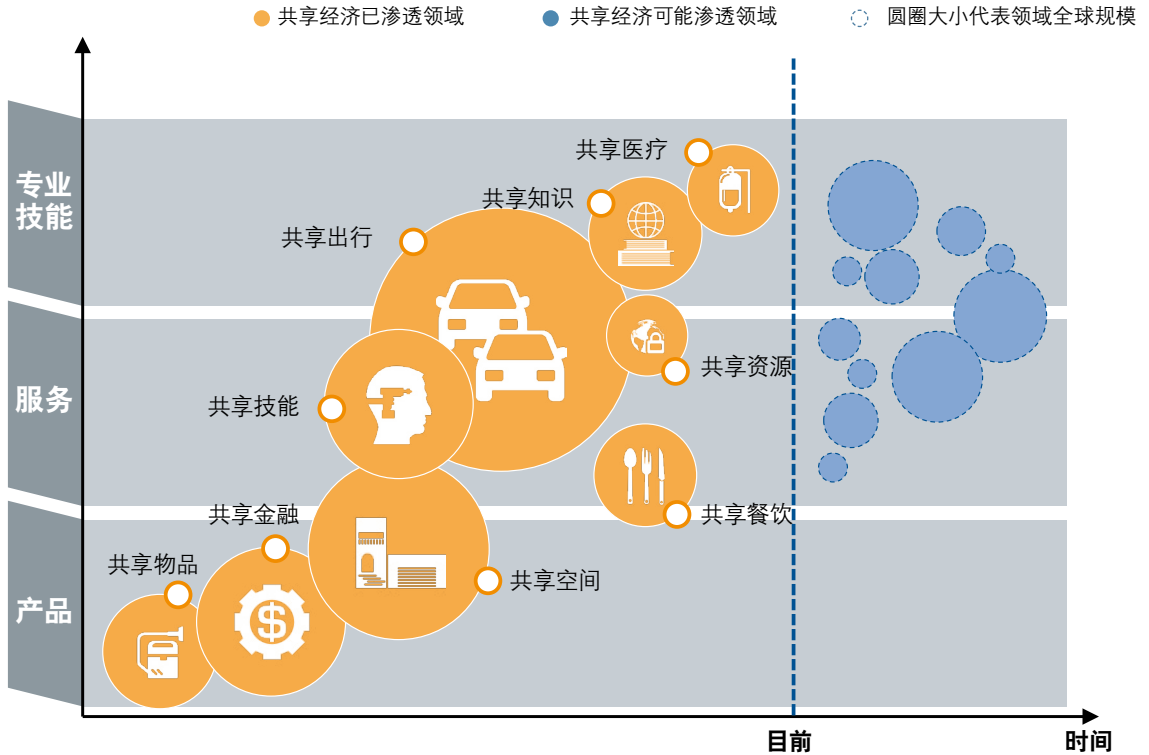 共享经济已渗透领域
共享经济可能渗透领域
圆圈大小代表领域全球规模
专业
技能
服务
产品
共享医疗
共享知识
共享出行
共享资源
共享技能
共享餐饮
共享金融
共享物品
共享空间
$
目前
时间